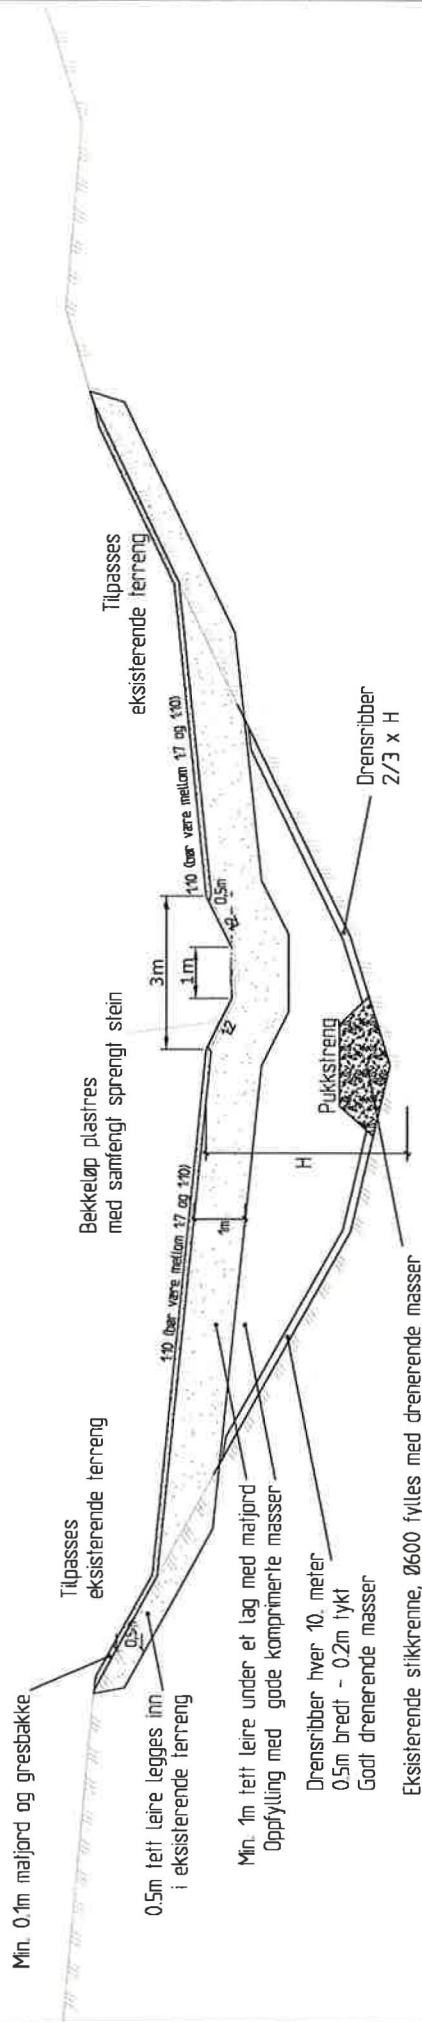 Min. 0.1m matjord og gresbakke
Tilpasses
eksisterende terreng
0.5m
0.5m tett leire legges inn
i eksisterende terreng
Min. 1m tett leire under et lag med matjord
Oppfylling med gode komprimerte masser
Drensribber hver 10. meter
0.5m bredt - 0.2m tykt
Godt drenerende masser
Eksisterende stikkrenne, Ø600 fylles med drenerende masser
1:10 (bør være mellom 1:7 og 1:10)
1m
H
Bekkeløp plastres
med samfengt sprengt stein
3m
1m
1:2
1:2
0.5m
Pukkstreng
1:10 (bør være mellom 1:7 og 1:10)
Tilpasses
eksisterende terreng
Drensribber
2/3 x H